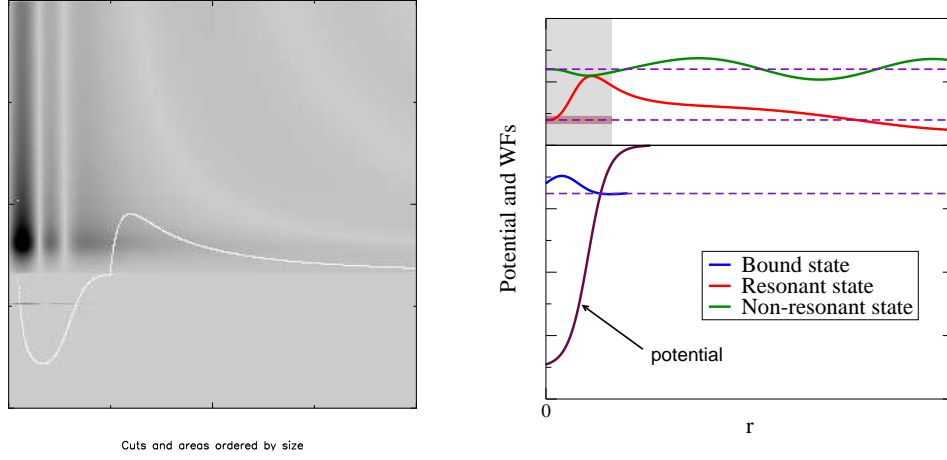 Cuts and areas ordered by size
Potential and WFs
Bound state
Resonant state
Non-resonant state
potential
0
r